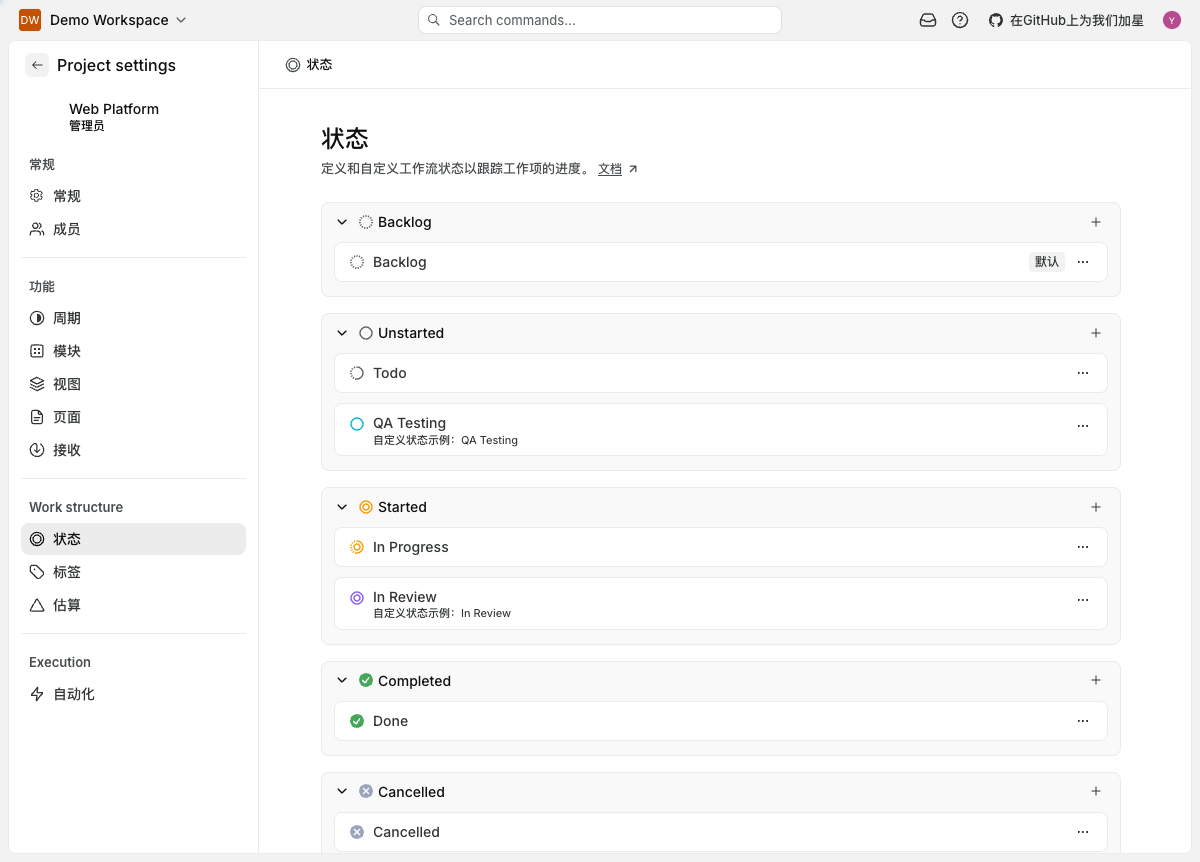 DW Demo Workspace
Search commands...
在GitHub上为我们加星
Y
Project settings
Web Platform
管理员
常规
常规
成员
功能
周期
模块
视图
页面
接收
Work structure
状态
标签
估算
Execution
自动化
状态
状态
定义和自定义工作流状态以跟踪工作项的进度。 文档
Backlog
Backlog
默认
Unstarted
Todo
QA Testing
自定义状态示例：QA Testing
Started
In Progress
In Review
自定义状态示例：In Review
Completed
Done
Cancelled
Cancelled